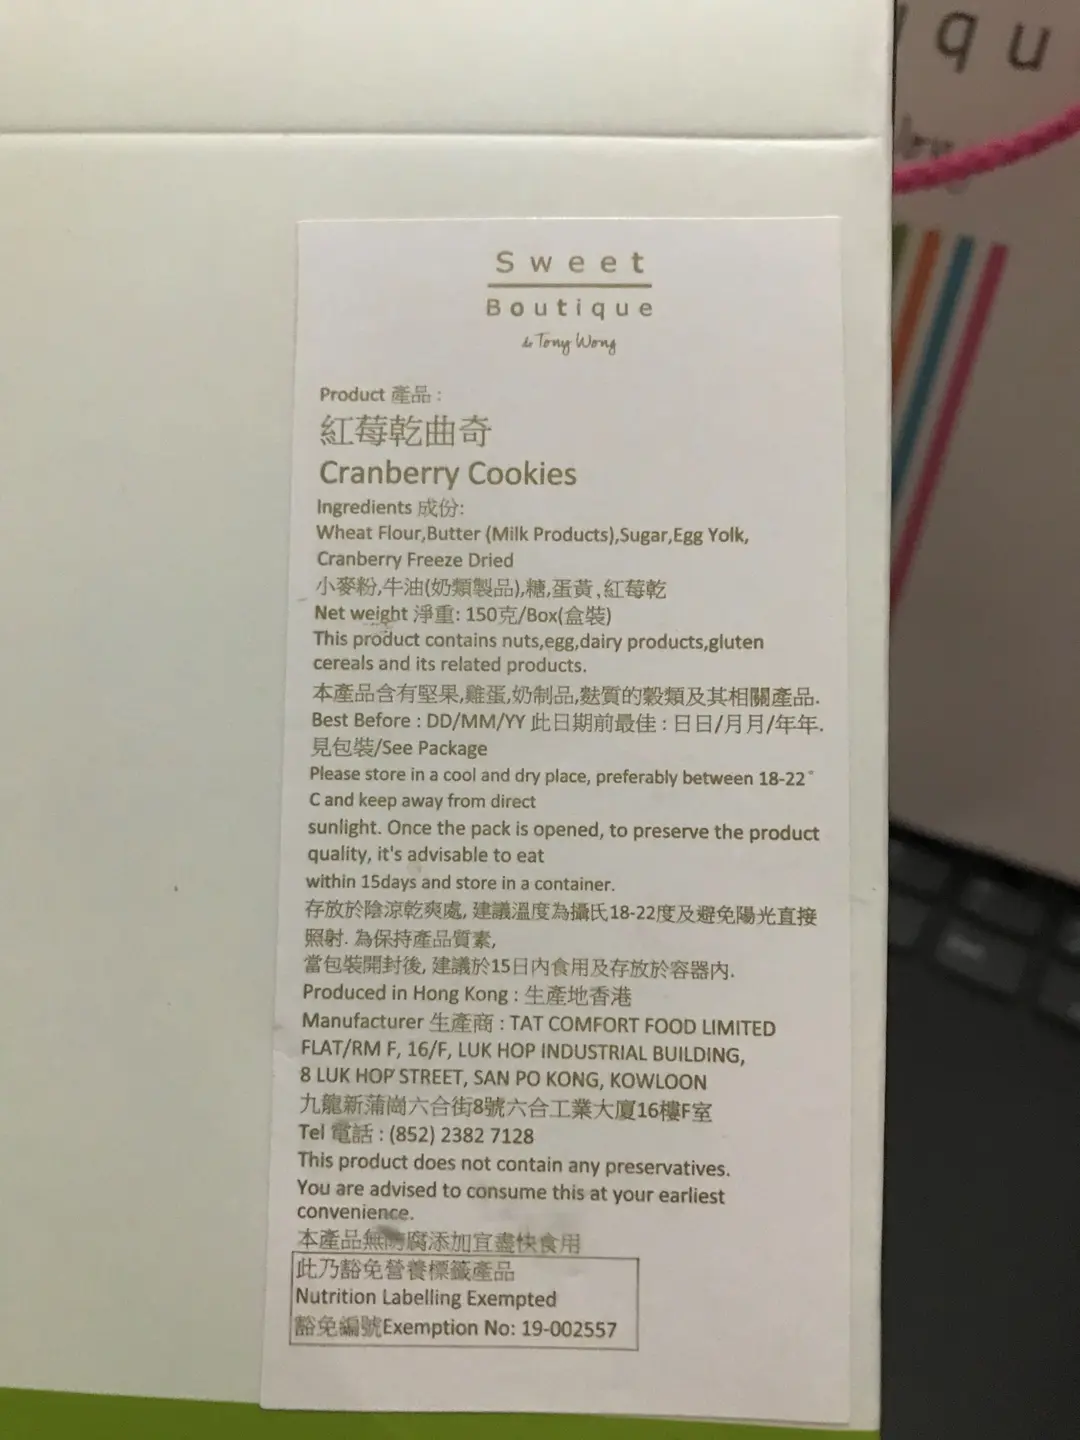 Sweet
Boutique
de Tony Wong
Product 產品 :
紅莓乾曲奇
Cranberry Cookies
Ingredients 成份:
Wheat Flour,Butter (Milk Products),Sugar,Egg Yolk,
Cranberry Freeze Dried
小麥粉,牛油(奶類製品),糖,蛋黃,紅莓乾
Net weight 淨重: 150克/Box(盒裝)
This product contains nuts,egg,dairy products,gluten
cereals and its related products.
本產品含有堅果,雞蛋,奶制品,麩質的穀類及其相關產品.
Best Before : DD/MM/YY 此日期前最佳 : 日日/月月/年年.
見包裝/See Package
Please store in a cool and dry place, preferably between 18-22°
C and keep away from direct
sunlight. Once the pack is opened, to preserve the product
quality, it's advisable to eat
within 15days and store in a container.
存放於陰涼乾爽處, 建議溫度為攝氏18-22度及避免陽光直接
照射. 為保持產品質素,
當包裝開封後, 建議於15日內食用及存放於容器內.
Produced in Hong Kong : 生產地香港
Manufacturer 生產商 : TAT COMFORT FOOD LIMITED
FLAT/RM F, 16/F, LUK HOP INDUSTRIAL BUILDING,
8 LUK HOP STREET, SAN PO KONG, KOWLOON
九龍新蒲崗六合街8號六合工業大廈16樓F室
Tel 電話 : (852) 2382 7128
This product does not contain any preservatives.
You are advised to consume this at your earliest
convenience.
本產品無防腐添加宜盡快食用
此乃豁免營養標籤產品
Nutrition Labelling Exempted
豁免編號Exemption No: 19-002557
qu